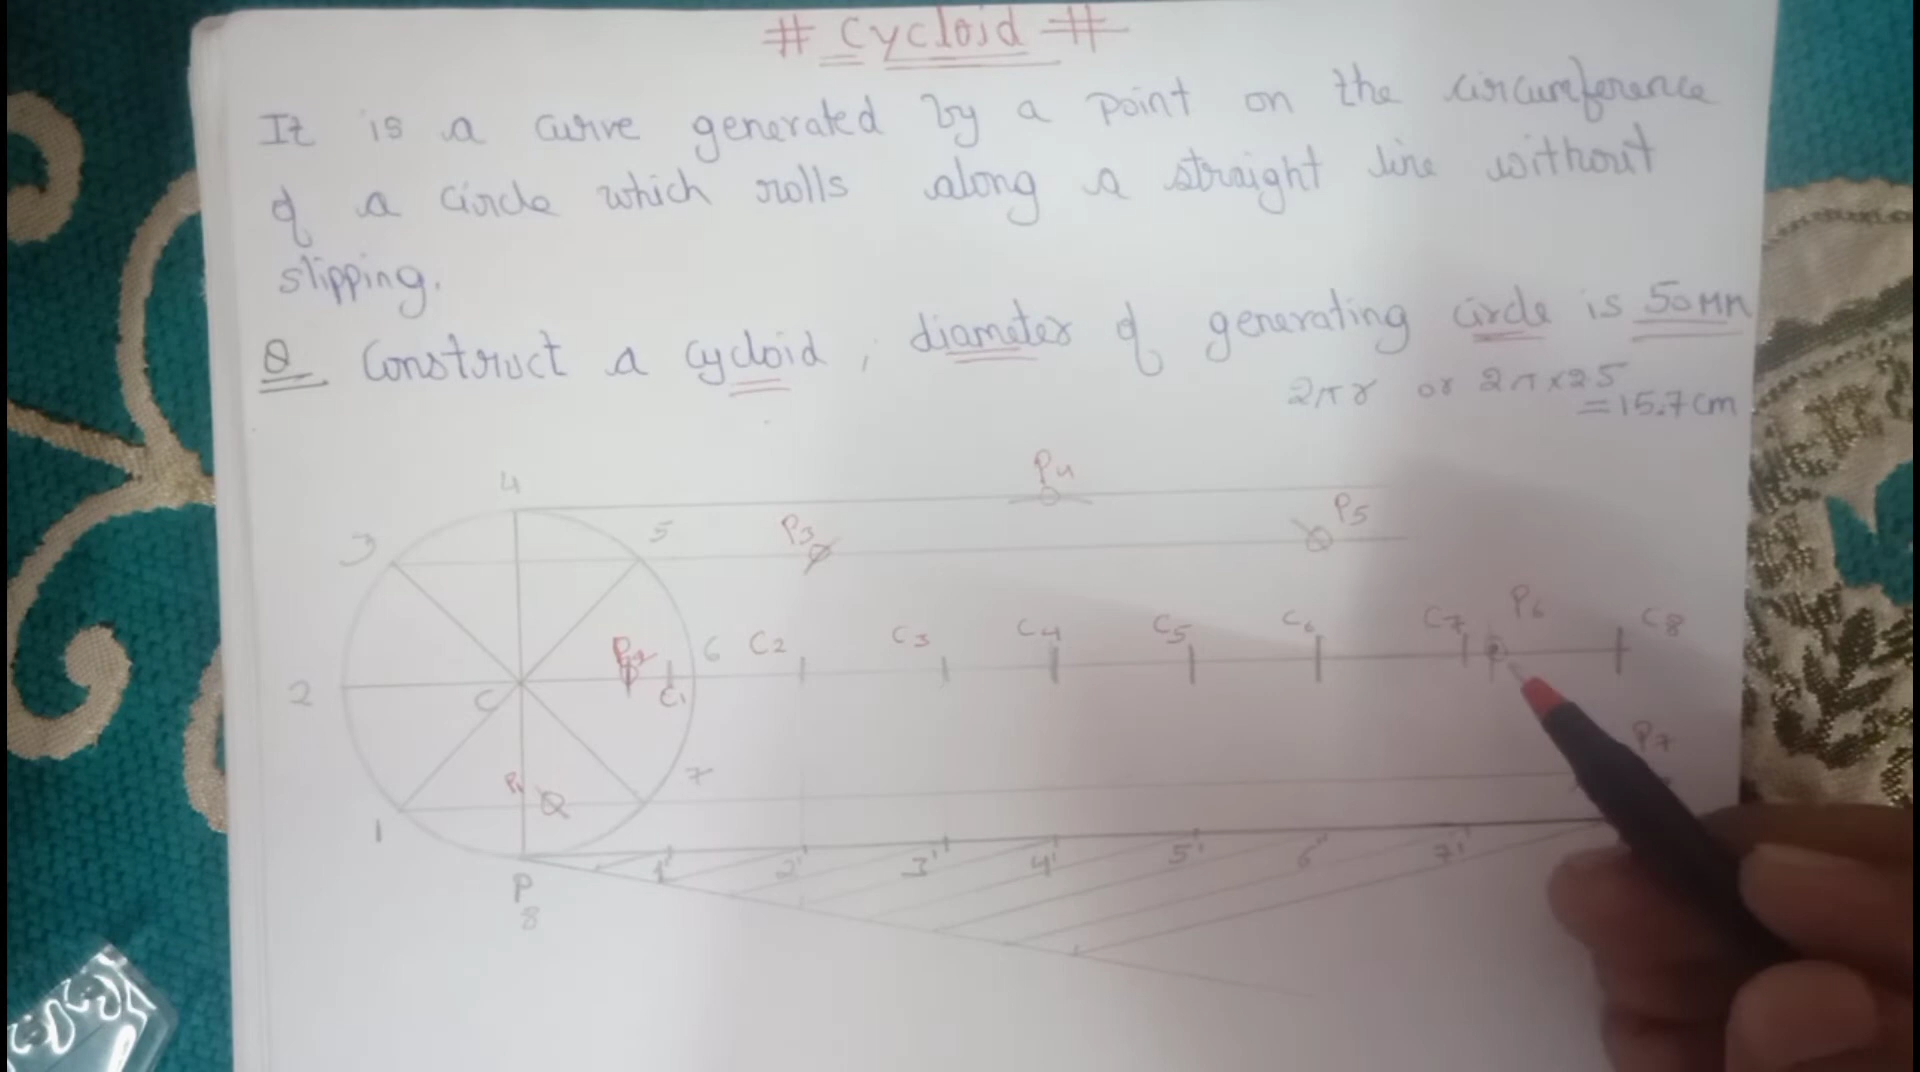 # Cycloid #
It is a curve generated by a point on the circumference
of a circle which rolls along a straight line without
slipping.
Q Construct a cycloid, diameter of generating circle is 50MM
2πr or 2π×25
=15.7cm
4 P4
3 5 P3 P5
P2 6 C2 C3 C4 C5 C6 C7 P6 C8
2 C C1
P7
P1 7
1
1' 2' 3' 4' 5' 6' 7'
P
8